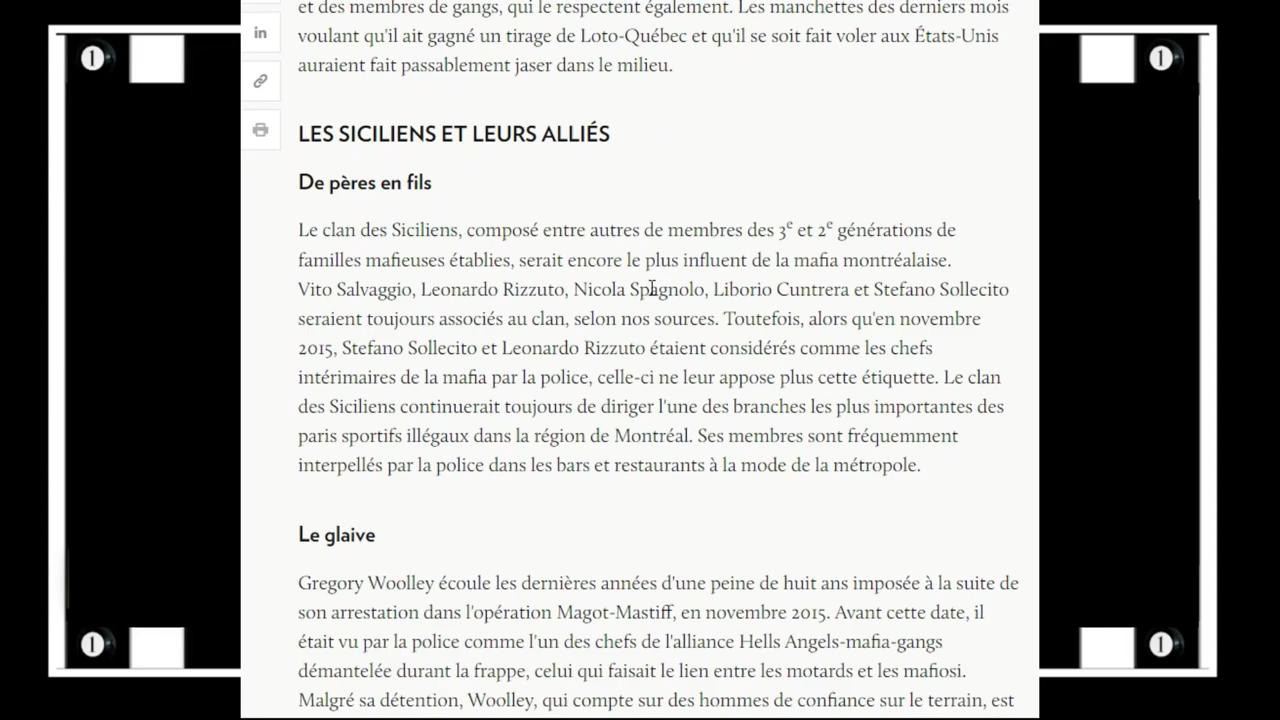 et des membres de gangs, qui le respectent également. Les manchettes des derniers mois
voulant qu'il ait gagné un tirage de Loto-Québec et qu'il se soit fait voler aux États-Unis
auraient fait passablement jaser dans le milieu.
LES SICILIENS ET LEURS ALLIÉS
De pères en fils
Le clan des Siciliens, composé entre autres de membres des 3e et 2e générations de
familles mafieuses établies, serait encore le plus influent de la mafia montréalaise.
Vito Salvaggio, Leonardo Rizzuto, Nicola Spagnolo, Liborio Cuntrera et Stefano Sollecito
seraient toujours associés au clan, selon nos sources. Toutefois, alors qu'en novembre
2015, Stefano Sollecito et Leonardo Rizzuto étaient considérés comme les chefs
intérimaires de la mafia par la police, celle-ci ne leur appose plus cette étiquette. Le clan
des Siciliens continuerait toujours de diriger l'une des branches les plus importantes des
paris sportifs illégaux dans la région de Montréal. Ses membres sont fréquemment
interpellés par la police dans les bars et restaurants à la mode de la métropole.
Le glaive
Gregory Woolley écoule les dernières années d'une peine de huit ans imposée à la suite de
son arrestation dans l'opération Magot-Mastiff, en novembre 2015. Avant cette date, il
était vu par la police comme l'un des chefs de l'alliance Hells Angels-mafia-gangs
démantelée durant la frappe, celui qui faisait le lien entre les motards et les mafiosi.
Malgré sa détention, Woolley, qui compte sur des hommes de confiance sur le terrain, est
in
1
1
1
1